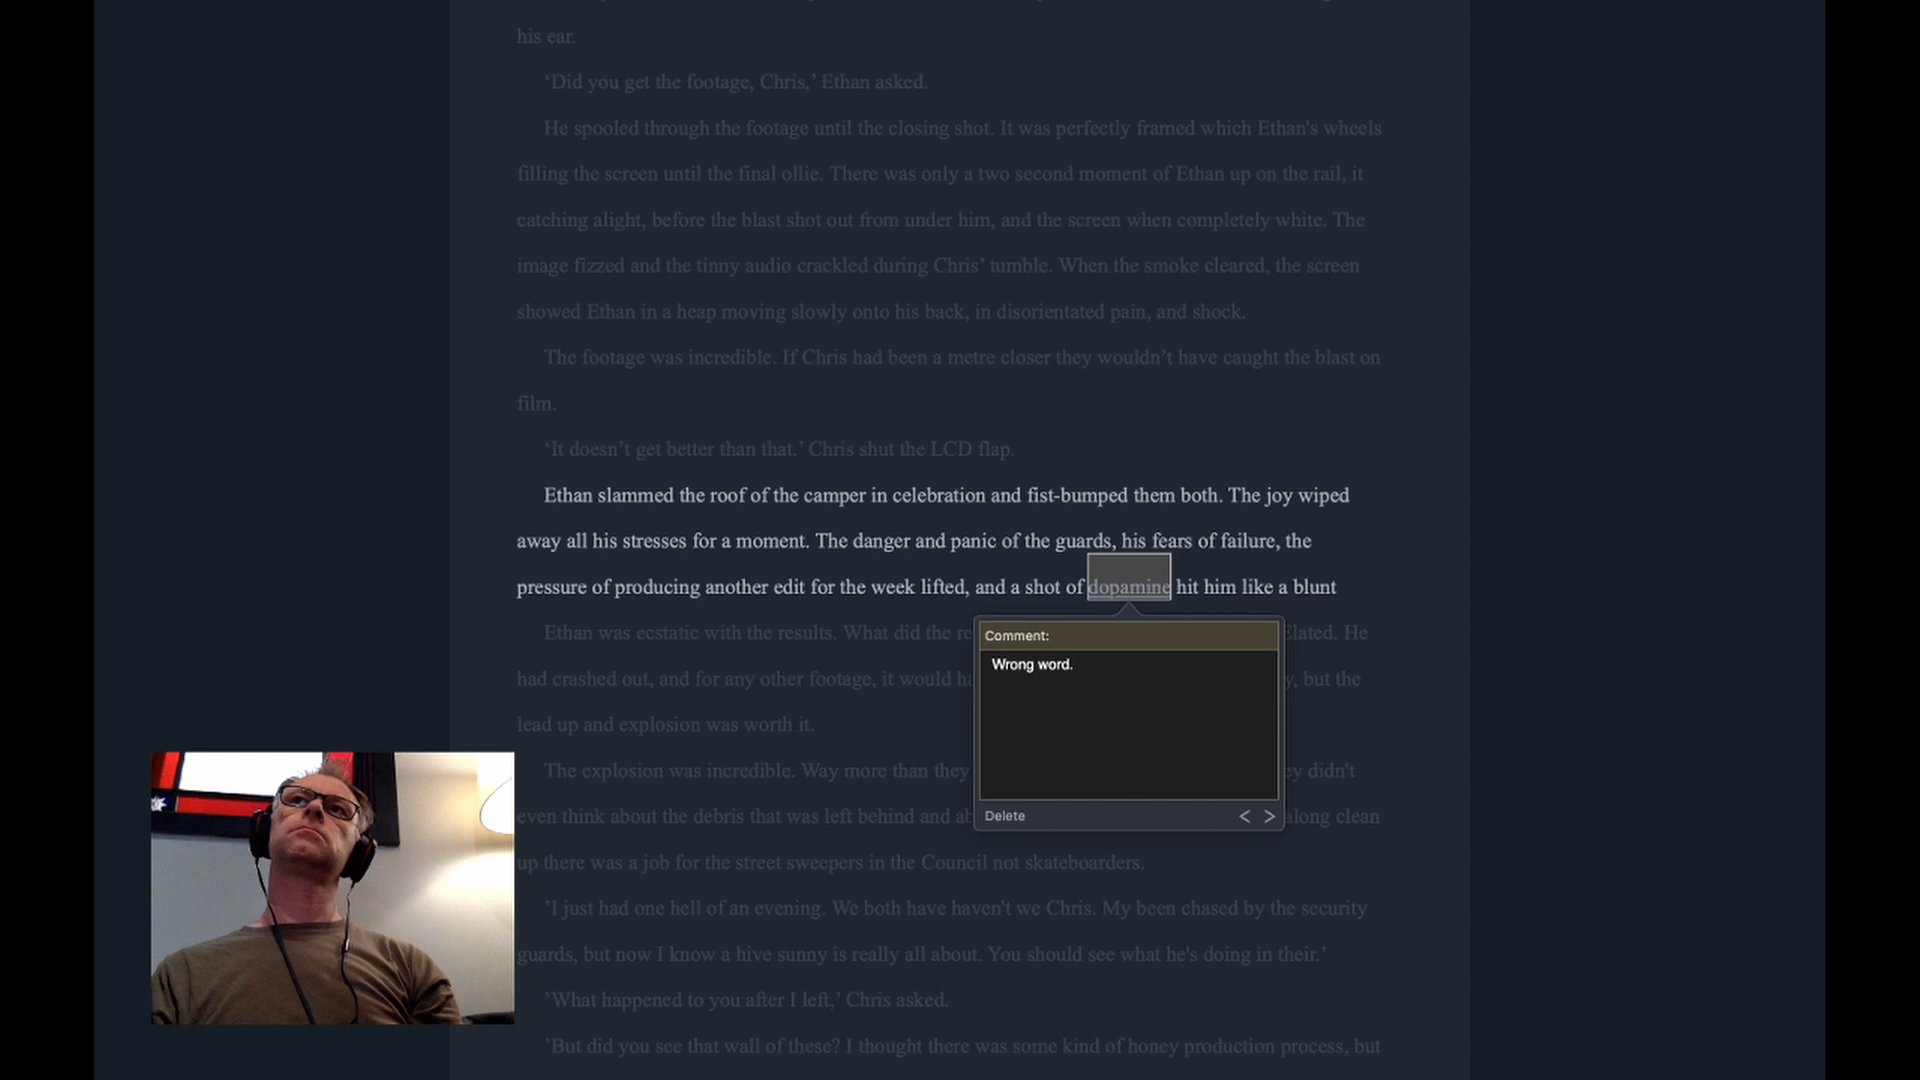 his ear.
‘Did you get the footage, Chris,’ Ethan asked.
He spooled through the footage until the closing shot. It was perfectly framed which Ethan's wheels
filling the screen until the final ollie. There was only a two second moment of Ethan up on the rail, it
catching alight, before the blast shot out from under him, and the screen when completely white. The
image fizzed and the tinny audio crackled during Chris’ tumble. When the smoke cleared, the screen
showed Ethan in a heap moving slowly onto his back, in disorientated pain, and shock.
The footage was incredible. If Chris had been a metre closer they wouldn’t have caught the blast on
film.
‘It doesn’t get better than that.’ Chris shut the LCD flap.
Ethan slammed the roof of the camper in celebration and fist-bumped them both. The joy wiped
away all his stresses for a moment. The danger and panic of the guards, his fears of failure, the
pressure of producing another edit for the week lifted, and a shot of dopamine hit him like a blunt
Ethan was ecstatic with the results. What did the Elated. He
Comment:
Wrong word.
had crashed out, and for any other footage, it would but the
lead up and explosion was worth it.
The explosion was incredible. Way more than they didn't
even think about the debris that was left behind and along clean
Delete < >
up there was a job for the street sweepers in the Council not skateboarders.
’I just had one hell of an evening. We both have haven't we Chris. My been chased by the security
guards, but now I know a hive sunny is really all about. You should see what he's doing in their.’
’What happened to you after I left,’ Chris asked.
’But did you see that wall of these? I thought there was some kind of honey production process, but